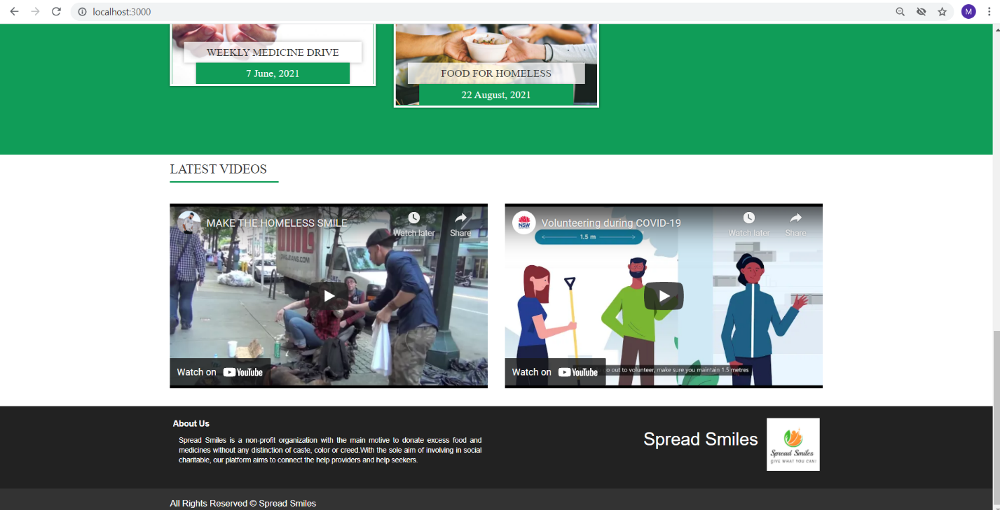 localhost:3000
M
WEEKLY MEDICINE DRIVE
7 June, 2021
FOOD FOR HOMELESS
22 August, 2021
LATEST VIDEOS
MAKE THE HOMELESS SMILE
Watch later
Share
Watch on YouTube
NSW
Volunteering during COVID-19
Watch later
Share
1.5 m
Watch on YouTube
o out to volunteer, make sure you maintain 1.5 metres
About Us
Spread Smiles is a non-profit organization with the main motive to donate excess food and
medicines without any distinction of caste, color or creed.With the sole aim of involving in social
charitable, our platform aims to connect the help providers and help seekers.
Spread Smiles
Spread Smiles
GIVE WHAT YOU CAN!
All Rights Reserved © Spread Smiles